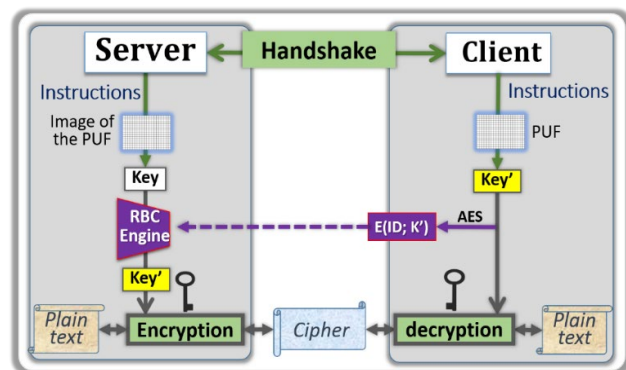 Server
Handshake
Client
Instructions
Instructions
Image of
the PUF
PUF
Key
Key’
RBC
Engine
E(ID; K’)
AES
Key’
Plain
text
Encryption
Cipher
decryption
Plain
text